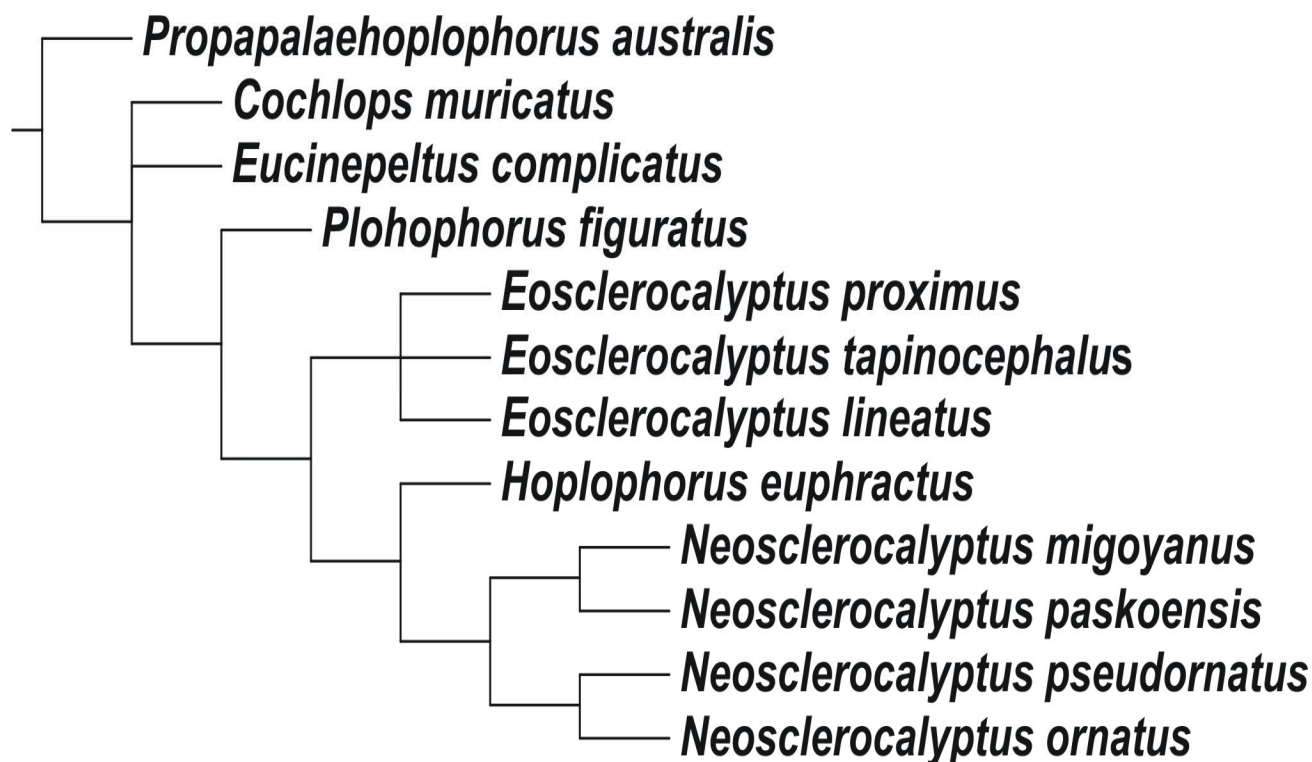 Propapalaehoplophorus australis
Cochlops muricatus
Eucinepeltus complicatus
Plohophorus figuratus
Eosclerocalyptus proximus
Eosclerocalyptus tapinocephalus
Eosclerocalyptus lineatus
Hoplophorus euphractus
Neosclerocalyptus migoyanus
Neosclerocalyptus paskoensis
Neosclerocalyptus pseudornatus
Neosclerocalyptus ornatus